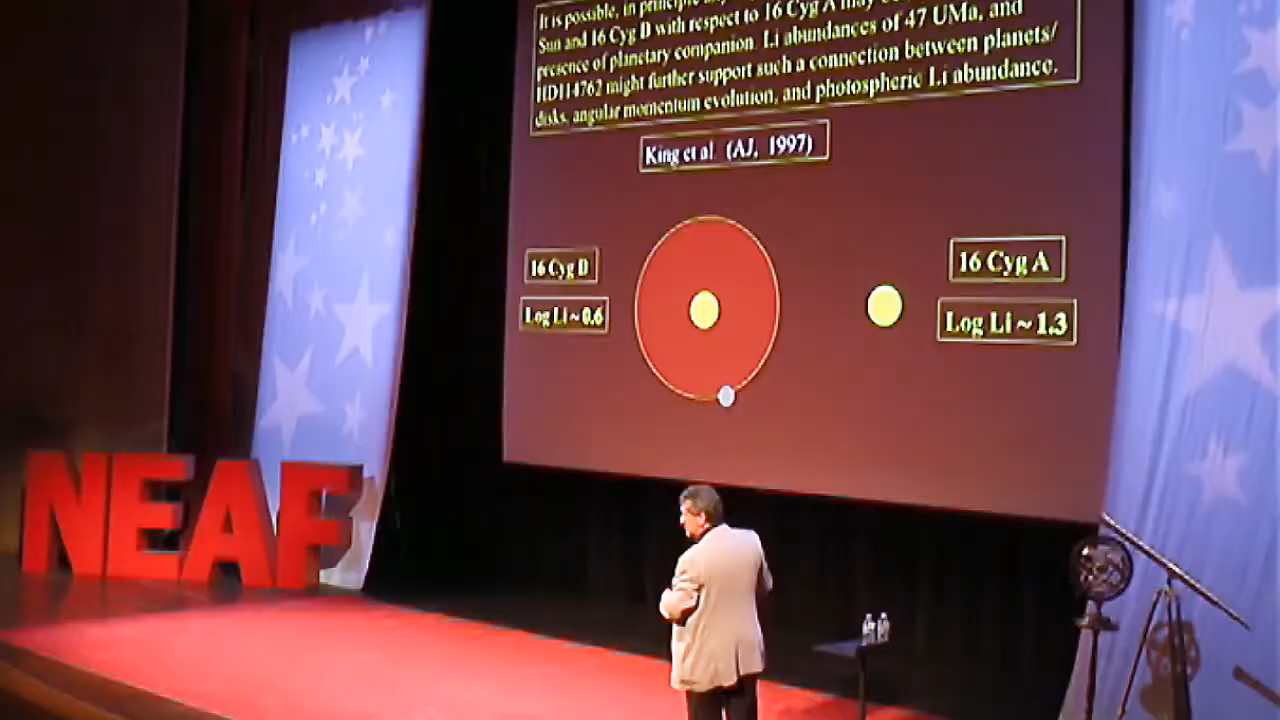 It is possible, in principle
Sun and 16 Cyg B with respect to 16 Cyg A may
presence of planetary companion. Li abundances of 47 UMa, and
HD114762 might further support such a connection between planets/
disks, angular momentum evolution, and photospheric Li abundance.
King et al. (AJ, 1997)
16 Cyg B
16 Cyg A
Log Li ~ 0.6
Log Li ~ 1.3
NEAF